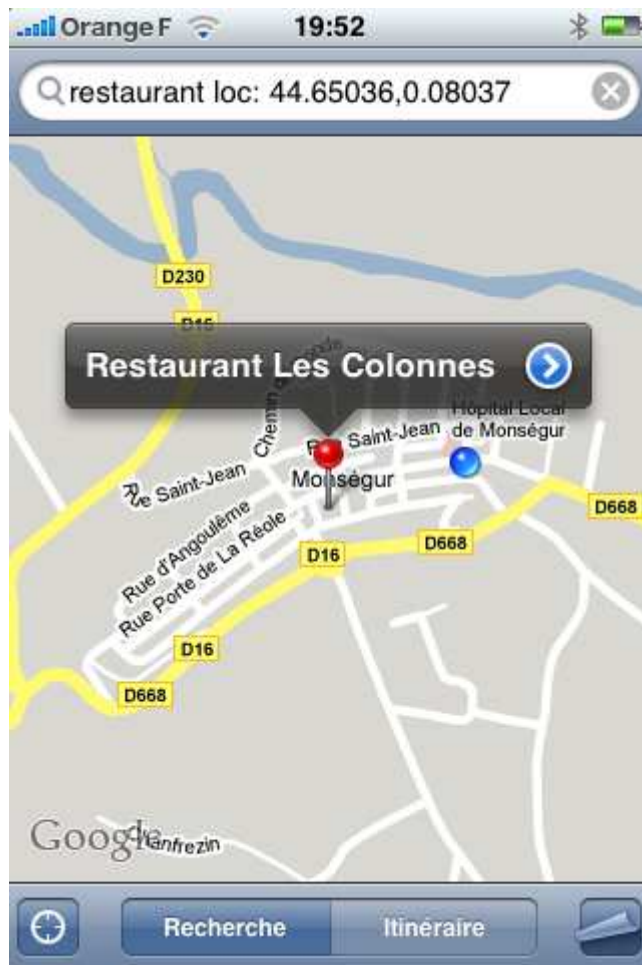 Orange F 19:52
restaurant loc: 44.65036,0.08037
D230
D16
Restaurant Les Colonnes
Hôpital Local
de Monségur
Rue Saint-Jean
Chemin
Monségur
Rue Saint-Jean
D668
Rue d'Angoulême
Rue Porte de La Réole
D16
D668
D16
D668
Google
Chanfrezin
Recherche
Itinéraire